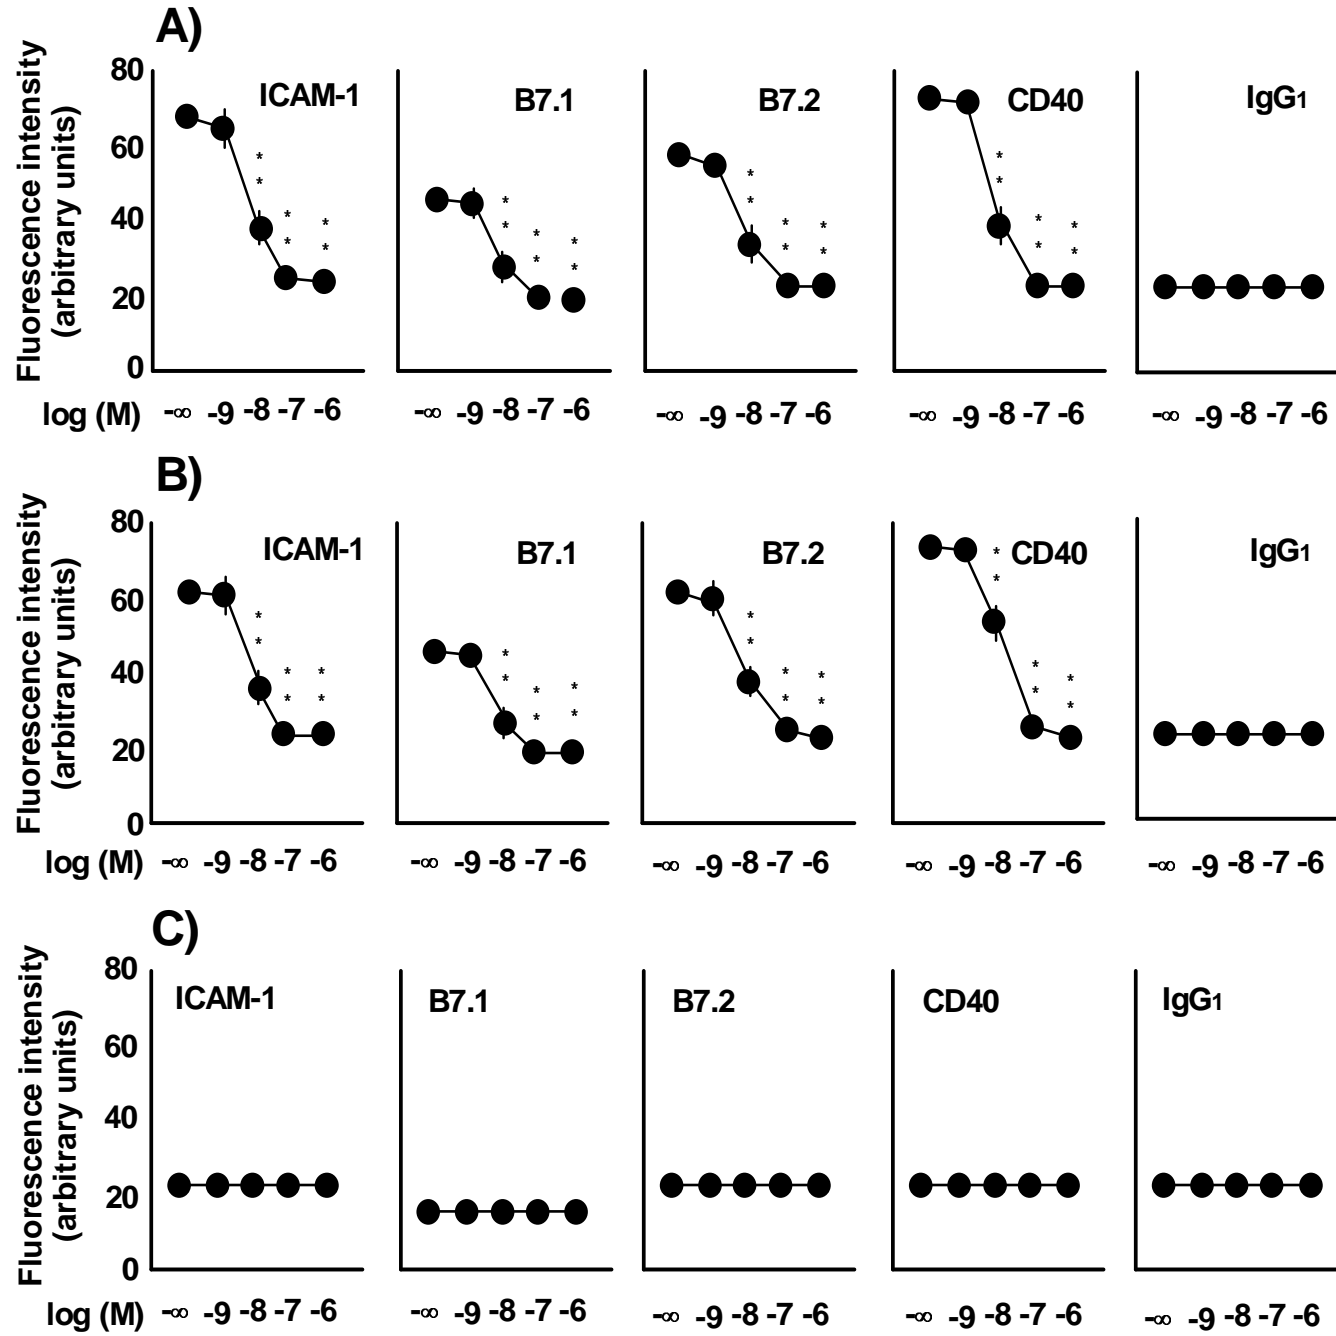 A)
Fluorescence intensity
(arbitrary units)
80
60
40
20
0
ICAM-1
B7.1
B7.2
CD40
IgG1
* * * * * *
* * * * * *
* * * * * *
* * * * * *
log (M) -∞ -9 -8 -7 -6
-∞ -9 -8 -7 -6
-∞ -9 -8 -7 -6
-∞ -9 -8 -7 -6
-∞ -9 -8 -7 -6
B)
Fluorescence intensity
(arbitrary units)
80
60
40
20
0
ICAM-1
B7.1
B7.2
CD40
IgG1
* * * * * *
* * * * * *
* * * * * *
* * * * * *
log (M) -∞ -9 -8 -7 -6
-∞ -9 -8 -7 -6
-∞ -9 -8 -7 -6
-∞ -9 -8 -7 -6
-∞ -9 -8 -7 -6
C)
Fluorescence intensity
(arbitrary units)
80
60
40
20
0
ICAM-1
B7.1
B7.2
CD40
IgG1
log (M) -∞ -9 -8 -7 -6
-∞ -9 -8 -7 -6
-∞ -9 -8 -7 -6
-∞ -9 -8 -7 -6
-∞ -9 -8 -7 -6